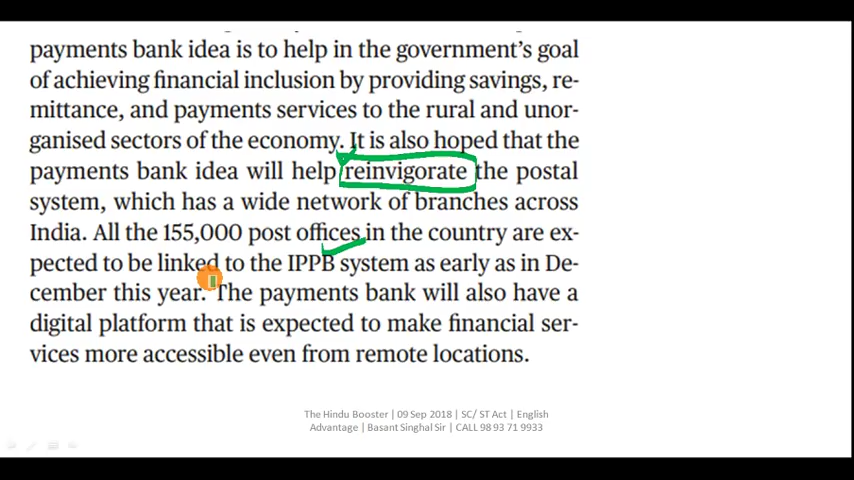 payments bank idea is to help in the government's goal
of achieving financial inclusion by providing savings, re-
mittance, and payments services to the rural and unor-
ganised sectors of the economy. It is also hoped that the
payments bank idea will help reinvigorate the postal
system, which has a wide network of branches across
India. All the 155,000 post offices in the country are ex-
pected to be linked to the IPPB system as early as in De-
cember this year. The payments bank will also have a
digital platform that is expected to make financial ser-
vices more accessible even from remote locations.
The Hindu Booster | 09 Sep 2018 | SC/ ST Act | English
Advantage | Basant Singhal Sir | CALL 98 93 71 9933